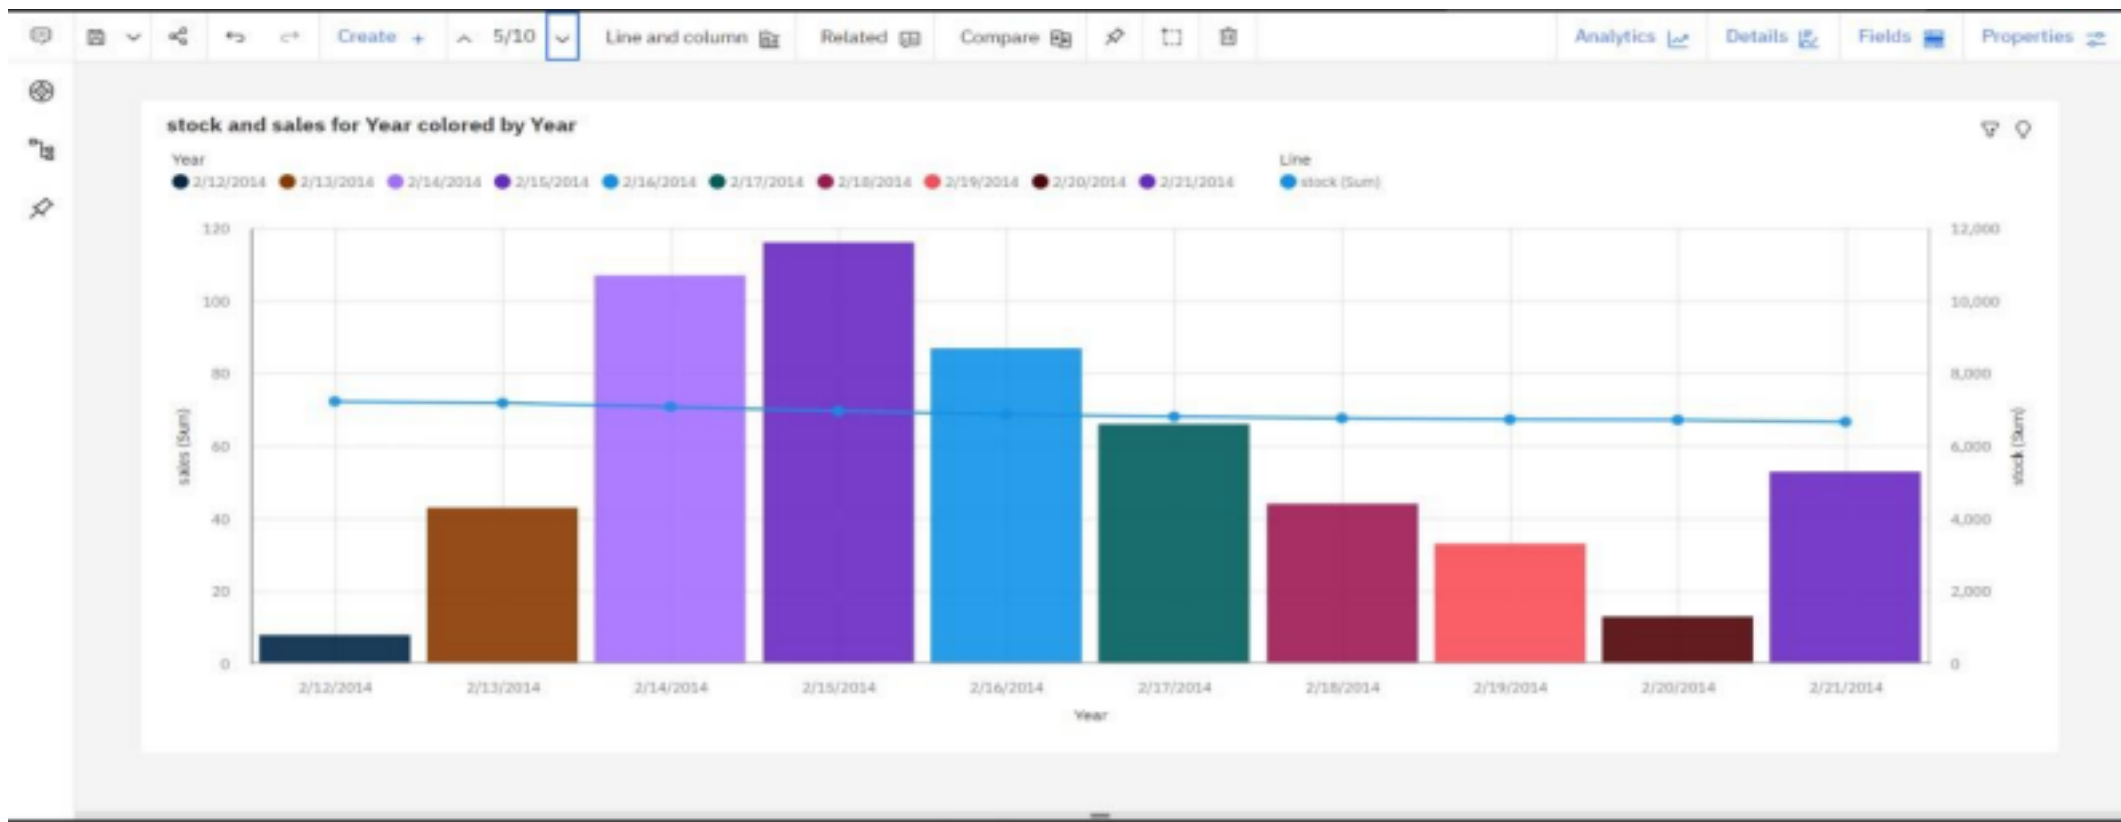 Create + 5/10 Line and column Related Compare Analytics Details Fields Properties
stock and sales for Year colored by Year
Year Line
2/12/2014 2/13/2014 2/14/2014 2/15/2014 2/16/2014 2/17/2014 2/18/2014 2/19/2014 2/20/2014 2/21/2014 stock (Sum)
120 12,000
100 10,000
80 8,000
sales (Sum)
stock (Sum)
60 6,000
40 4,000
20 2,000
0 0
2/12/2014 2/13/2014 2/14/2014 2/15/2014 2/16/2014 2/17/2014 2/18/2014 2/19/2014 2/20/2014 2/21/2014
Year